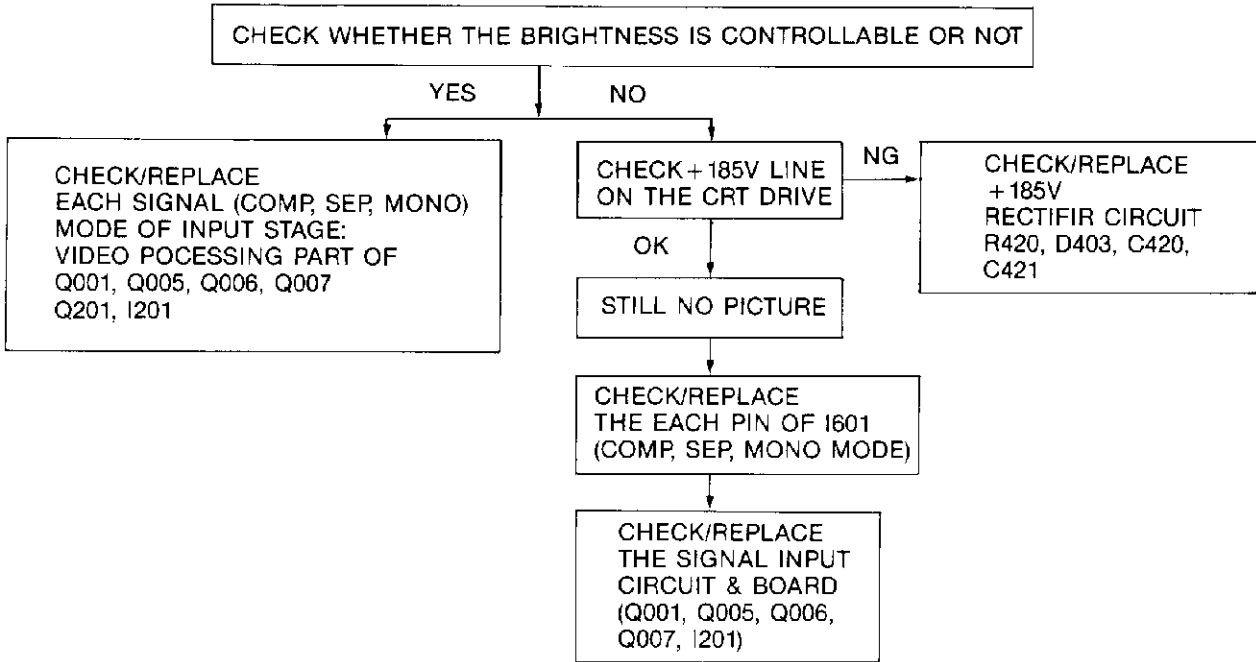 CHECK WHETHER THE BRIGHTNESS IS CONTROLLABLE OR NOT
YES
NO
CHECK/REPLACE
EACH SIGNAL (COMP, SEP, MONO)
MODE OF INPUT STAGE:
VIDEO POCESSING PART OF
Q001, Q005, Q006, Q007
Q201, I201
CHECK+185V LINE
ON THE CRT DRIVE
NG
CHECK/REPLACE
+185V
RECTIFIR CIRCUIT
R420, D403, C420,
C421
OK
STILL NO PICTURE
CHECK/REPLACE
THE EACH PIN OF I601
(COMP, SEP, MONO MODE)
CHECK/REPLACE
THE SIGNAL INPUT
CIRCUIT & BOARD
(Q001, Q005, Q006,
Q007, I201)